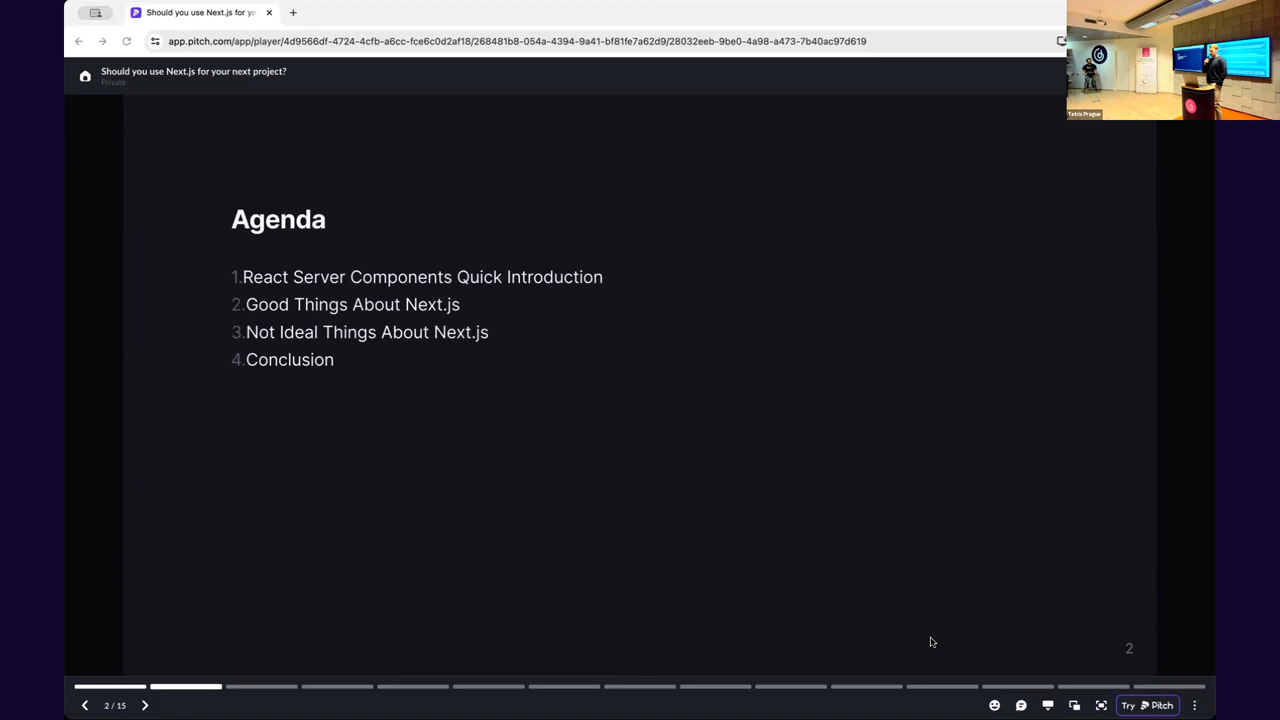 Should you use Next.js for yo
app.pitch.com/app/player/4d9566df-4724-4cfb-a6cc-fce6c0d2af18/268481b8-054a-4394-9a41-bf81fe7a62d9/28032eeb-9be0-4a98-a473-7b40ac97d619
Should you use Next.js for your next project?
Private
Tetris Prague
Agenda
1.React Server Components Quick Introduction
2.Good Things About Next.js
3.Not Ideal Things About Next.js
4.Conclusion
2
2 / 15
Try Pitch